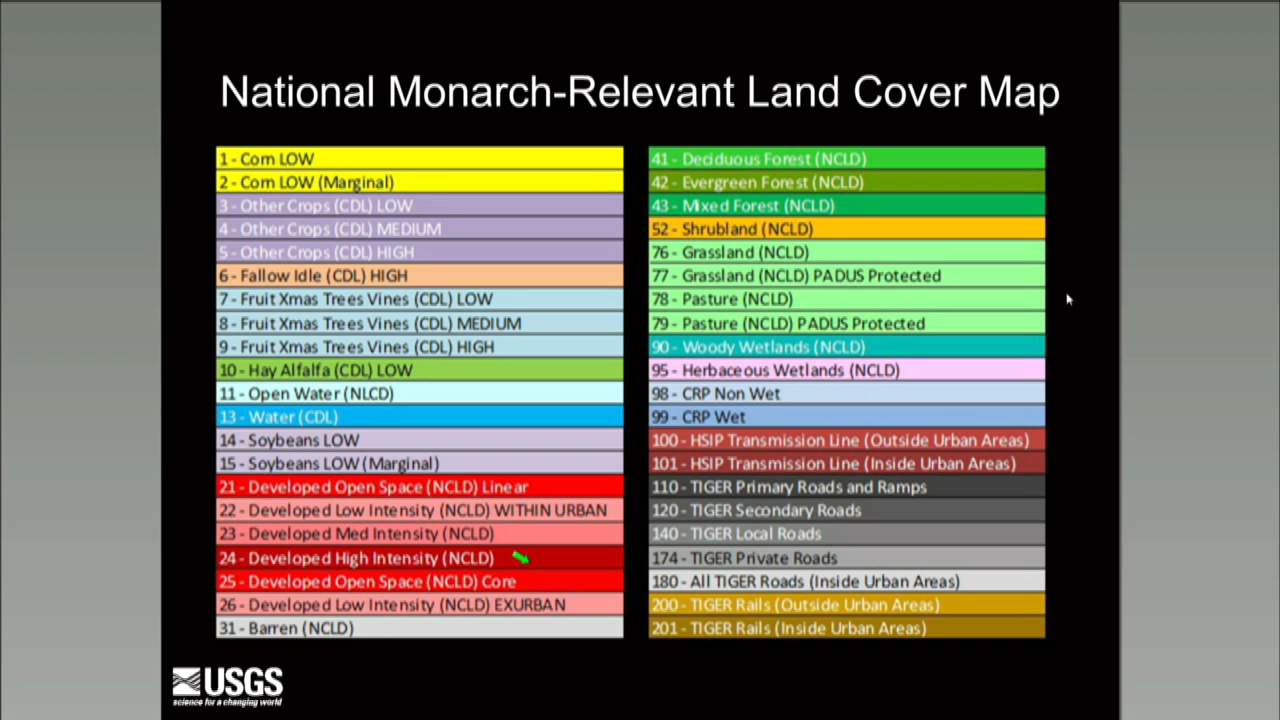 National Monarch-Relevant Land Cover Map
1 - Corn LOW
2 - Corn LOW (Marginal)
3 - Other Crops (CDL) LOW
4 - Other Crops (CDL) MEDIUM
5 - Other Crops (CDL) HIGH
6 - Fallow Idle (CDL) HIGH
7 - Fruit Xmas Trees Vines (CDL) LOW
8 - Fruit Xmas Trees Vines (CDL) MEDIUM
9 - Fruit Xmas Trees Vines (CDL) HIGH
10 - Hay Alfalfa (CDL) LOW
11 - Open Water (NLCD)
13 - Water (CDL)
14 - Soybeans LOW
15 - Soybeans LOW (Marginal)
21 - Developed Open Space (NCLD) Linear
22 - Developed Low Intensity (NCLD) WITHIN URBAN
23 - Developed Med Intensity (NCLD)
24 - Developed High Intensity (NCLD)
25 - Developed Open Space (NCLD) Core
26 - Developed Low Intensity (NCLD) EXURBAN
31 - Barren (NCLD)
41 - Deciduous Forest (NCLD)
42 - Evergreen Forest (NCLD)
43 - Mixed Forest (NCLD)
52 - Shrubland (NCLD)
76 - Grassland (NCLD)
77 - Grassland (NCLD) PADUS Protected
78 - Pasture (NCLD)
79 - Pasture (NCLD) PADUS Protected
90 - Woody Wetlands (NCLD)
95 - Herbaceous Wetlands (NCLD)
98 - CRP Non Wet
99 - CRP Wet
100 - HSIP Transmission Line (Outside Urban Areas)
101 - HSIP Transmission Line (Inside Urban Areas)
110 - TIGER Primary Roads and Ramps
120 - TIGER Secondary Roads
140 - TIGER Local Roads
174 - TIGER Private Roads
180 - All TIGER Roads (Inside Urban Areas)
200 - TIGER Rails (Outside Urban Areas)
201 - TIGER Rails (Inside Urban Areas)
USGS
science for a changing world